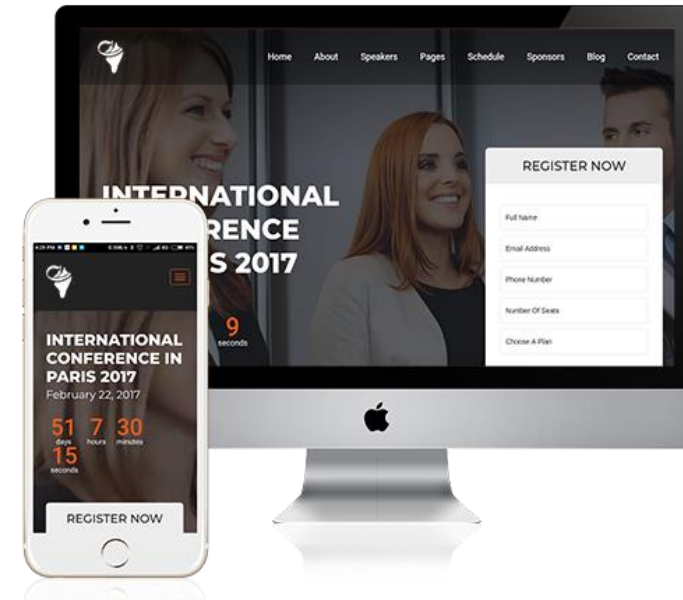 Home About Speakers Pages Schedule Sponsors Blog Contact
INTERNATIONAL
RENCE
S 2017
9
seconds
REGISTER NOW
Full Name
Email Address
Phone Number
Number Of Seats
Choose A Plan
INTERNATIONAL
CONFERENCE IN
PARIS 2017
February 22, 2017
51 7 30
days hours minutes
15
seconds
REGISTER NOW